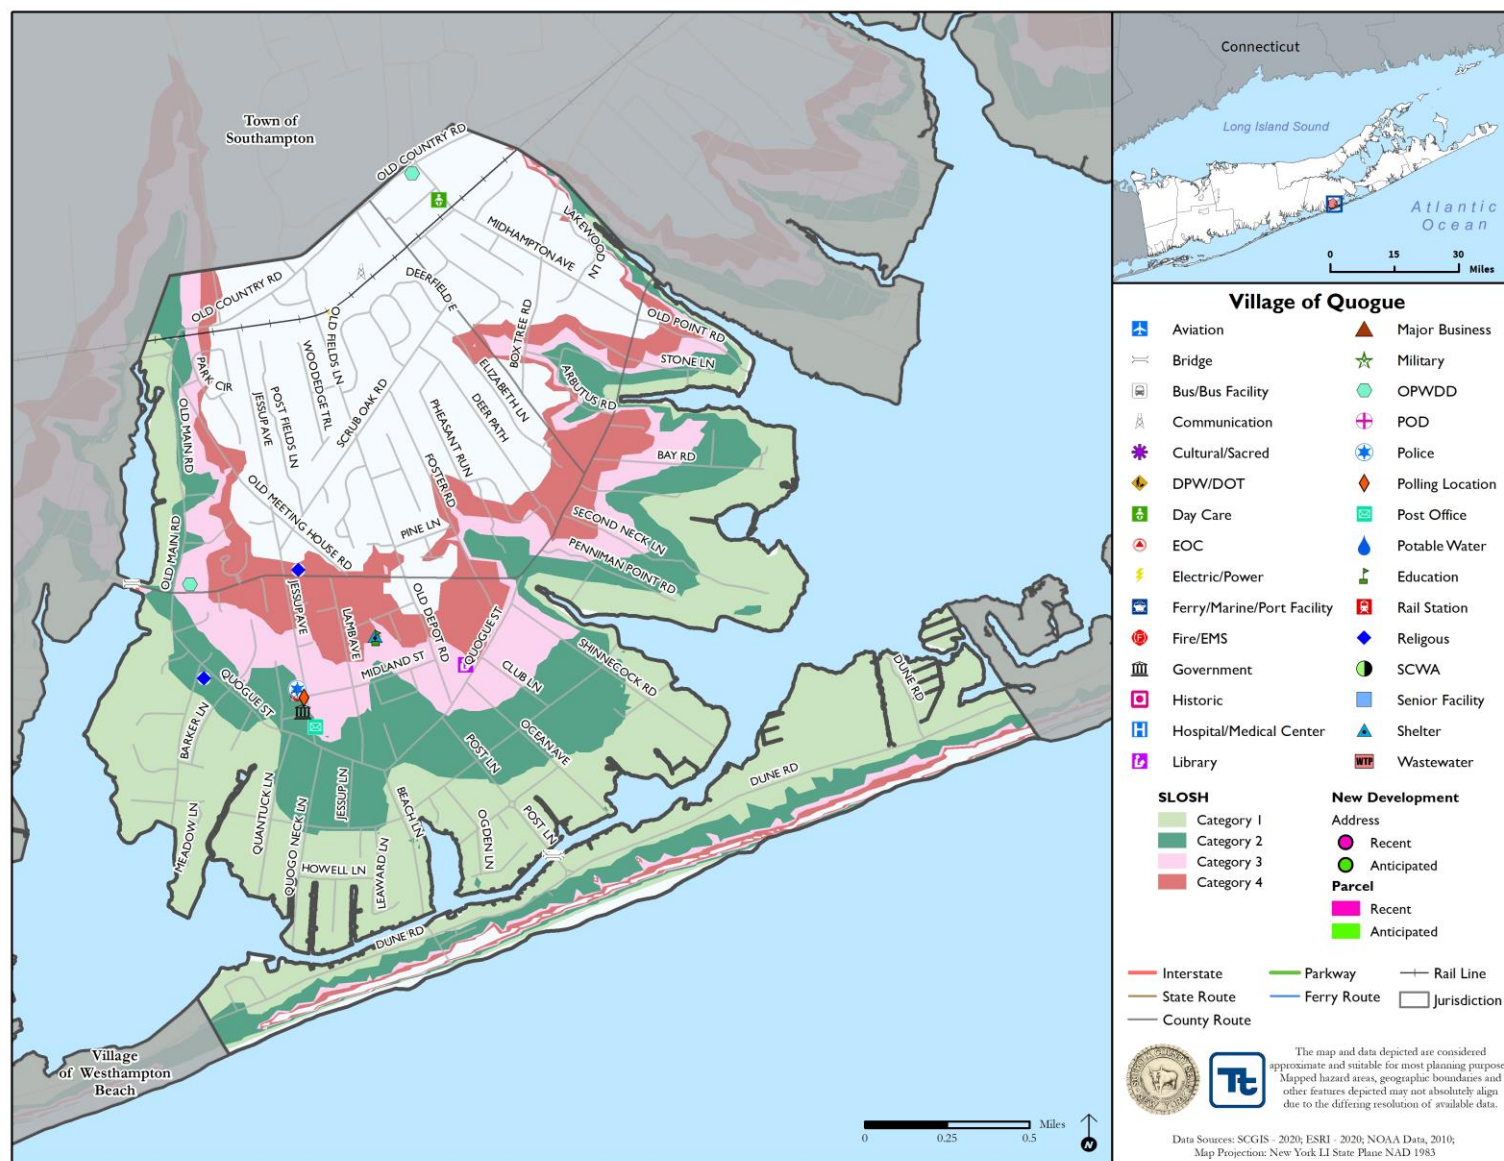 Town of
Southampton
OLD COUNTRY RD
LAKEWOOD LN
MIDHAMPTON AVE
DEERFIELD E
OLD COUNTRY RD
OLD FIELDS LN
WOODEDGE TRL
BOX TREE RD
OLD POINT RD
STONE LN
PARK CIR
JESSUP AVE
POST FIELDS LN
SCRUB OAK RD
ELIZABETH LN
ARBUTUS RD
DEER PATH
PHEASANT RUN
OLD MAIN RD
BAY RD
FOSTER RD
OLD MEETING HOUSE RD
PINE LN
SECOND NECK LN
OLD MAIN RD
PENNIMAN POINT RD
JESSUP AVE
LAMB AVE
OLD DEPOT RD
QUOGUE ST
MIDLAND ST
CLUB LN
SHINNECOCK RD
DUNE RD
QUOGUE ST
BARKER LN
OCEAN AVE
POST LN
DUNE RD
QUANTUCK LN
JESSUP LN
BEACH LN
MEADOW LN
QUOGO NECK LN
OGDEN LN
POST LN
HOWELL LN
LEAWARD LN
DUNE RD
Village
of Westhampton
Beach
Miles
0 0.25 0.5
N
Connecticut
Long Island Sound
Atlantic
Ocean
0 15 30
Miles
Village of Quogue
Aviation
Bridge
Bus/Bus Facility
Communication
Cultural/Sacred
DPW/DOT
Day Care
EOC
Electric/Power
Ferry/Marine/Port Facility
Fire/EMS
Government
Historic
Hospital/Medical Center
Library
Major Business
Military
OPWDD
POD
Police
Polling Location
Post Office
Potable Water
Education
Rail Station
Religous
SCWA
Senior Facility
Shelter
WTP Wastewater
SLOSH
Category 1
Category 2
Category 3
Category 4
New Development
Address
Recent
Anticipated
Parcel
Recent
Anticipated
Interstate
State Route
County Route
Parkway
Ferry Route
Rail Line
Jurisdiction
Tt
The map and data depicted are considered
approximate and suitable for most planning purpose
Mapped hazard areas, geographic boundaries and
other features depicted may not absolutely align
due to the differing resolution of available data.
Data Sources: SCGIS - 2020; ESRI - 2020; NOAA Data, 2010;
Map Projection: New York LI State Plane NAD 1983